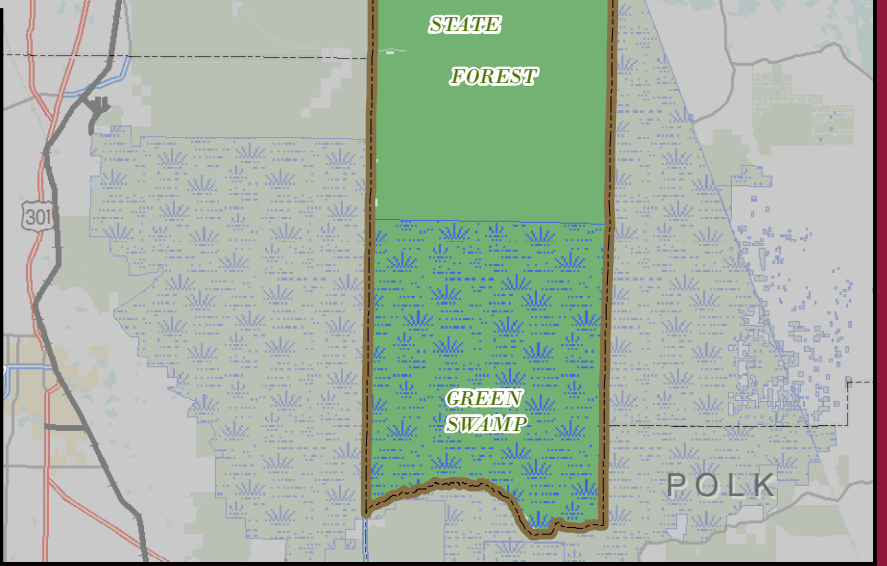 STATE
FOREST
301
GREEN
SWAMP
POLK